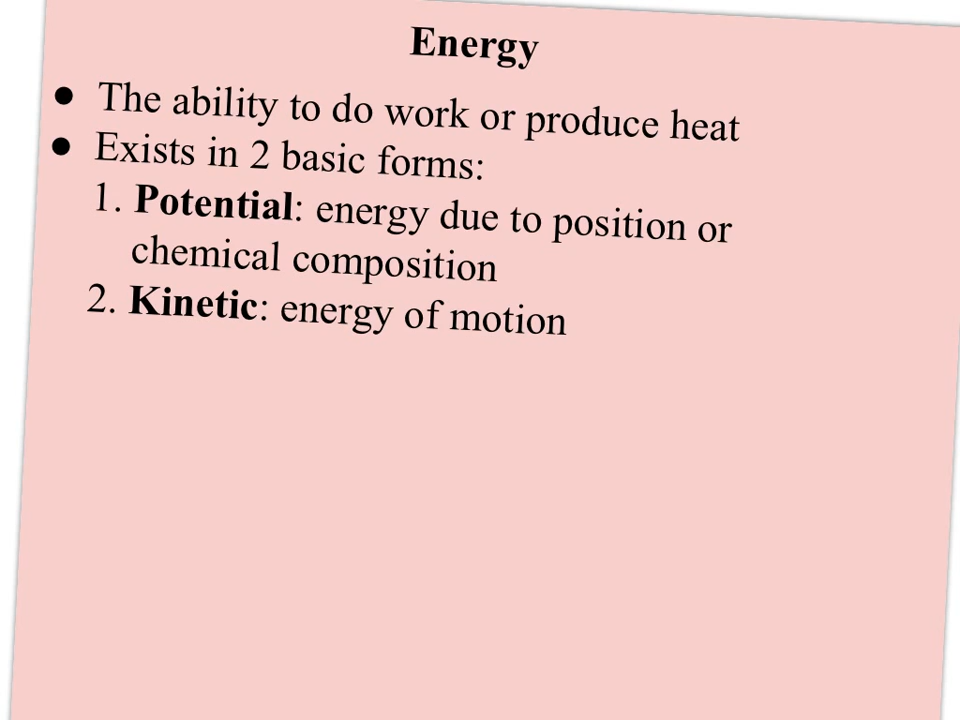 Energy
● The ability to do work or produce heat
● Exists in 2 basic forms:
1. Potential: energy due to position or
chemical composition
2. Kinetic: energy of motion